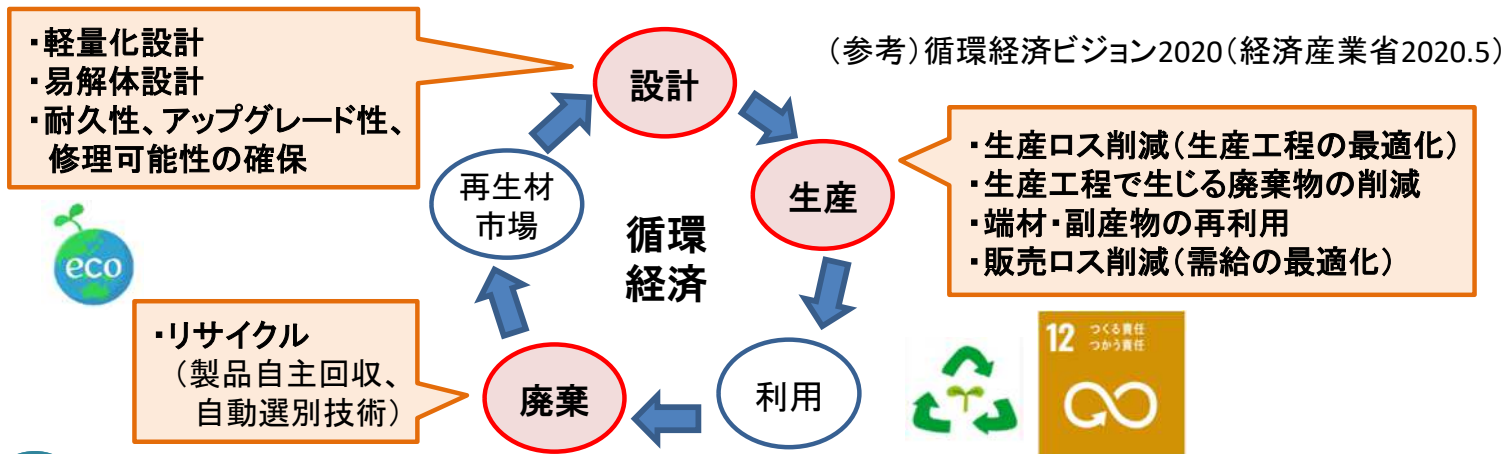 ・軽量化設計
・易解体設計
・耐久性、アップグレード性、
修理可能性の確保
（参考）循環経済ビジョン2020（経済産業省2020.5）
設計
・生産ロス削減（生産工程の最適化）
・生産工程で生じる廃棄物の削減
・端材・副産物の再利用
・販売ロス削減（需給の最適化）
生産
再生材
市場
循環
経済
eco
・リサイクル
（製品自主回収、
自動選別技術）
廃棄
利用
12 つくる責任
つかう責任